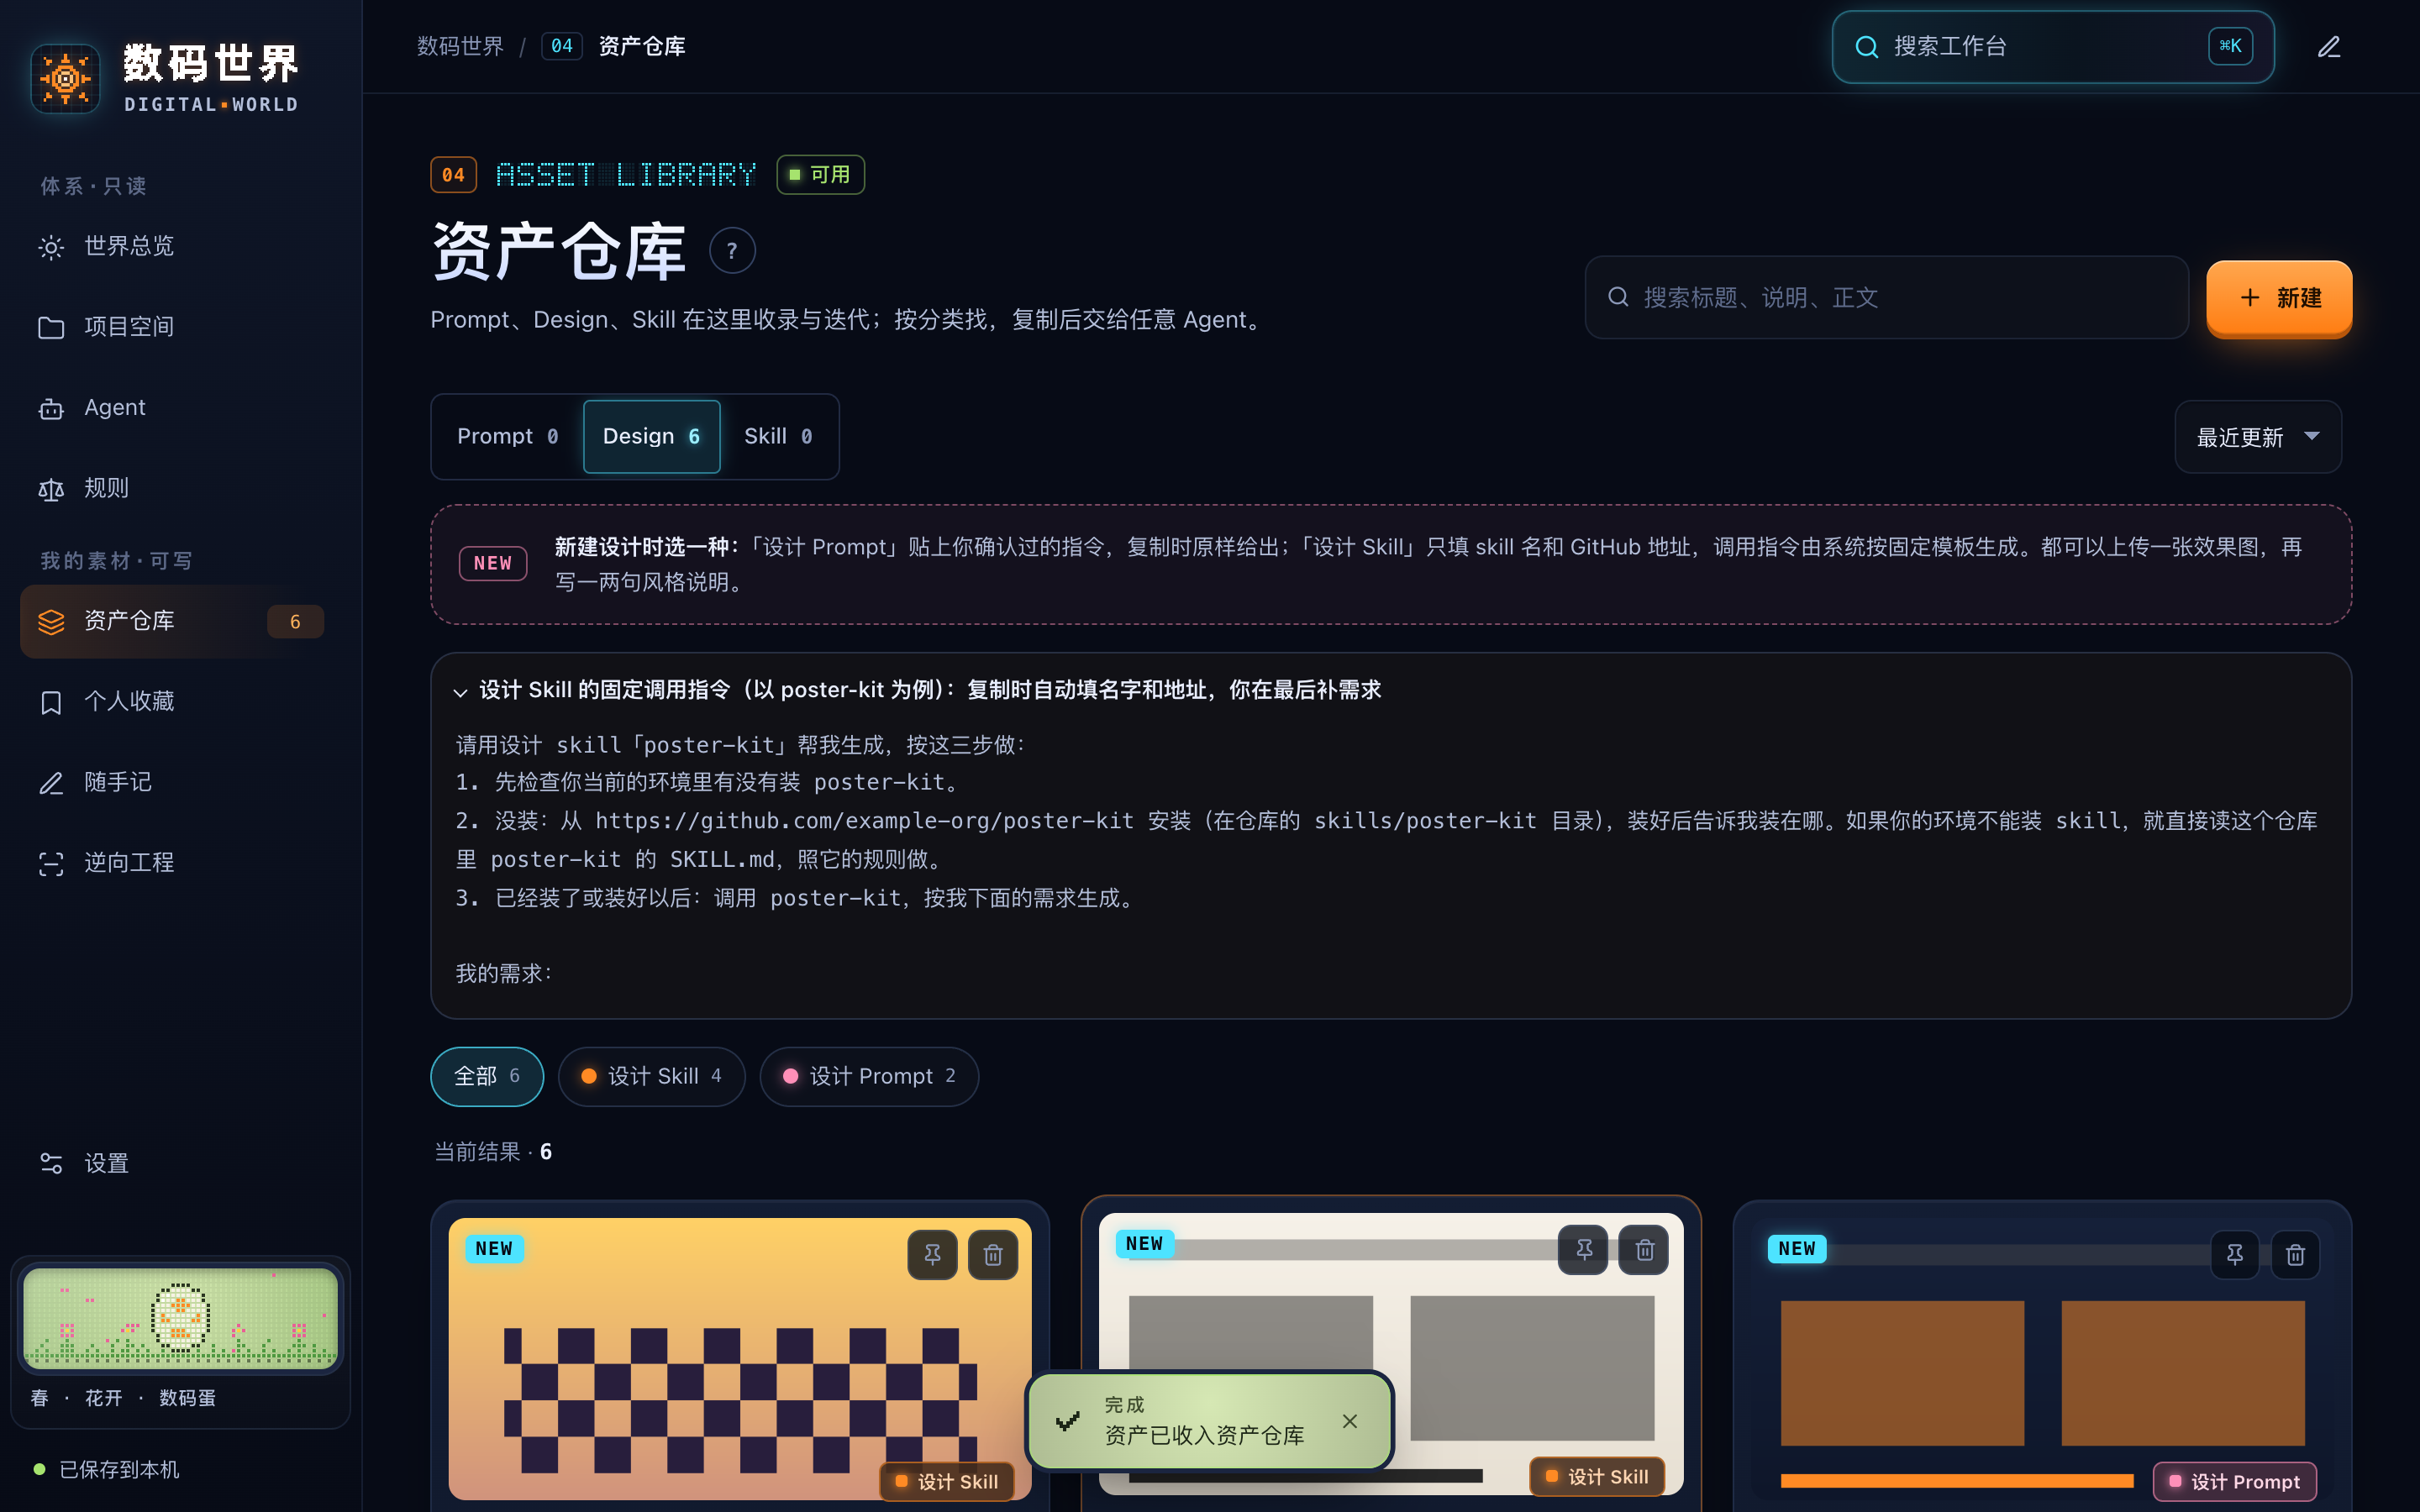 数码世界
DIGITAL·WORLD
体系·只读
世界总览
项目空间
Agent
规则
我的素材·可写
资产仓库 6
个人收藏
随手记
逆向工程
设置
春 · 花开 · 数码蛋
已保存到本机
数码世界 / 04 资产仓库
搜索工作台 ⌘K
04 ASSET LIBRARY 可用
资产仓库 ?
Prompt、Design、Skill 在这里收录与迭代；按分类找，复制后交给任意 Agent。
搜索标题、说明、正文
新建
Prompt 0 Design 6 Skill 0
最近更新
NEW
新建设计时选一种：「设计 Prompt」贴上你确认过的指令，复制时原样给出；「设计 Skill」只填 skill 名和 GitHub 地址，调用指令由系统按固定模板生成。都可以上传一张效果图，再
写一两句风格说明。
设计 Skill 的固定调用指令（以 poster-kit 为例）：复制时自动填名字和地址，你在最后补需求
请用设计 skill「poster-kit」帮我生成，按这三步做：
1. 先检查你当前的环境里有没有装 poster-kit。
2. 没装：从 https://github.com/example-org/poster-kit 安装（在仓库的 skills/poster-kit 目录），装好后告诉我装在哪。如果你的环境不能装 skill，就直接读这个仓库
里 poster-kit 的 SKILL.md，照它的规则做。
3. 已经装了或装好以后：调用 poster-kit，按我下面的需求生成。
我的需求：
全部 6 设计 Skill 4 设计 Prompt 2
当前结果 · 6
NEW
设计 Skill
NEW
设计 Skill
NEW
设计 Prompt
完成
资产已收入资产仓库